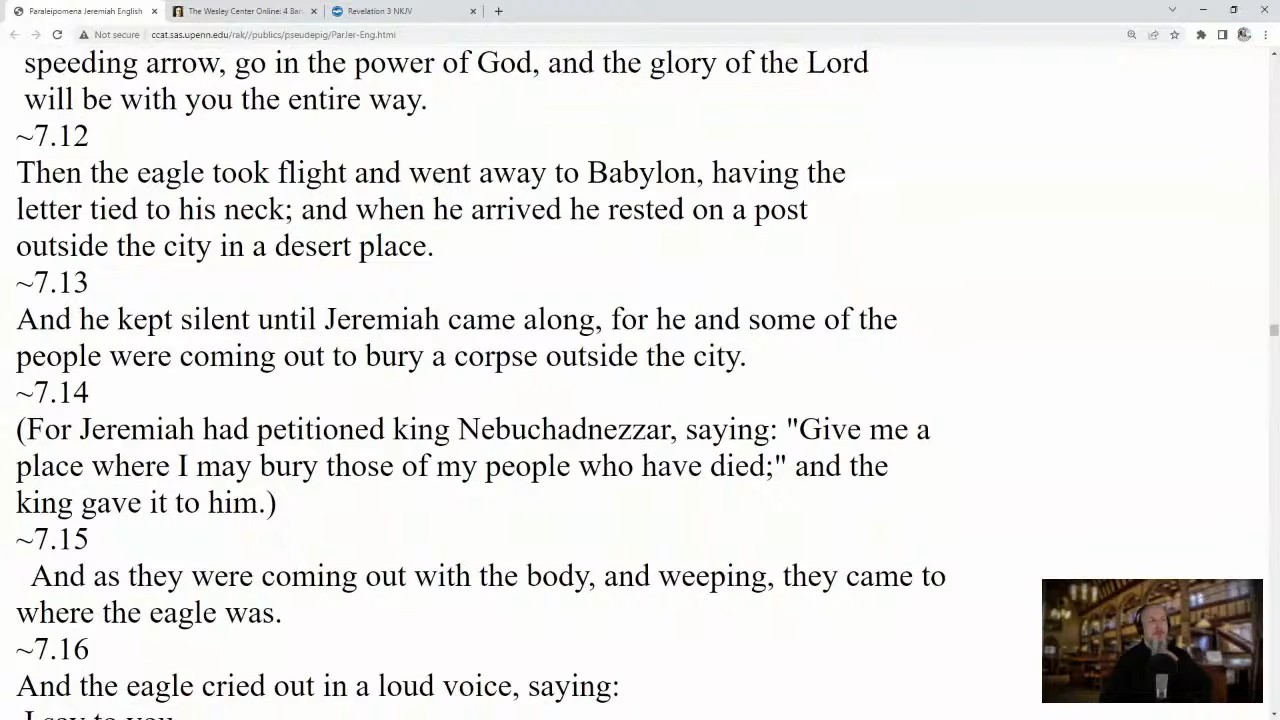 Paraleipomena Jeremiah English
The Wesley Center Online: 4 Bar
Revelation 3 NKJV
Not secure
ccat.sas.upenn.edu/rak//publics/pseudepig/ParJer-Eng.html
speeding arrow, go in the power of God, and the glory of the Lord
will be with you the entire way.
~7.12
Then the eagle took flight and went away to Babylon, having the
letter tied to his neck; and when he arrived he rested on a post
outside the city in a desert place.
~7.13
And he kept silent until Jeremiah came along, for he and some of the
people were coming out to bury a corpse outside the city.
~7.14
(For Jeremiah had petitioned king Nebuchadnezzar, saying: "Give me a
place where I may bury those of my people who have died;" and the
king gave it to him.)
~7.15
And as they were coming out with the body, and weeping, they came to
where the eagle was.
~7.16
And the eagle cried out in a loud voice, saying:
I say to you